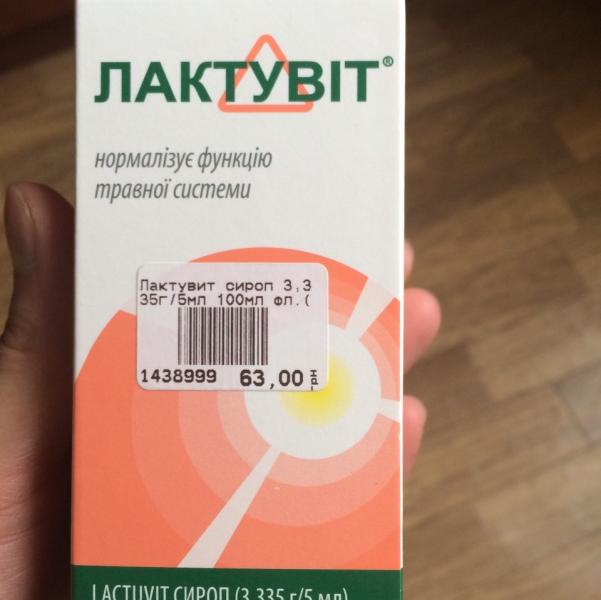 ЛАКТУВІТ®
нормалізує функцію
травної системи
Лактувит сироп 3,3
35г/5мл 100мл фл.(
1438999 63,00 грн
LACTUVIT СИРОП (3,335 г/5 мл)